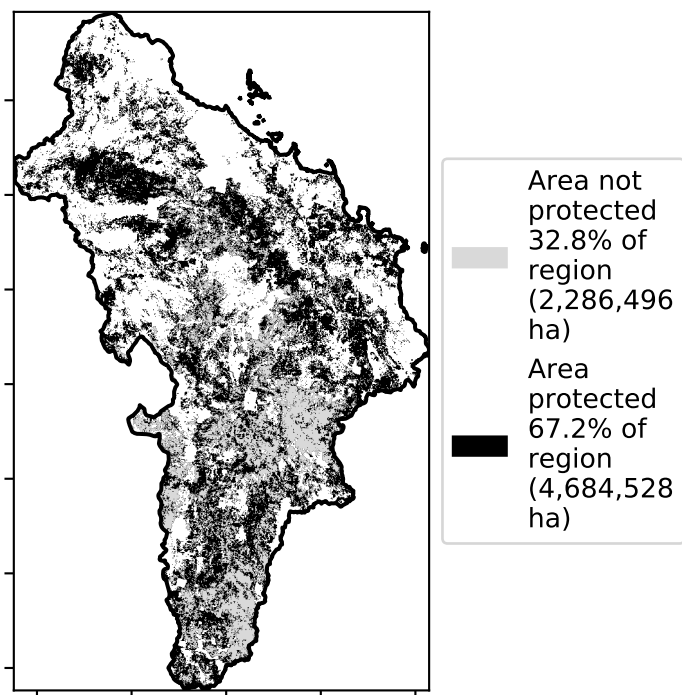 Area not
protected
32.8% of
region
(2,286,496
ha)
Area
protected
67.2% of
region
(4,684,528
ha)